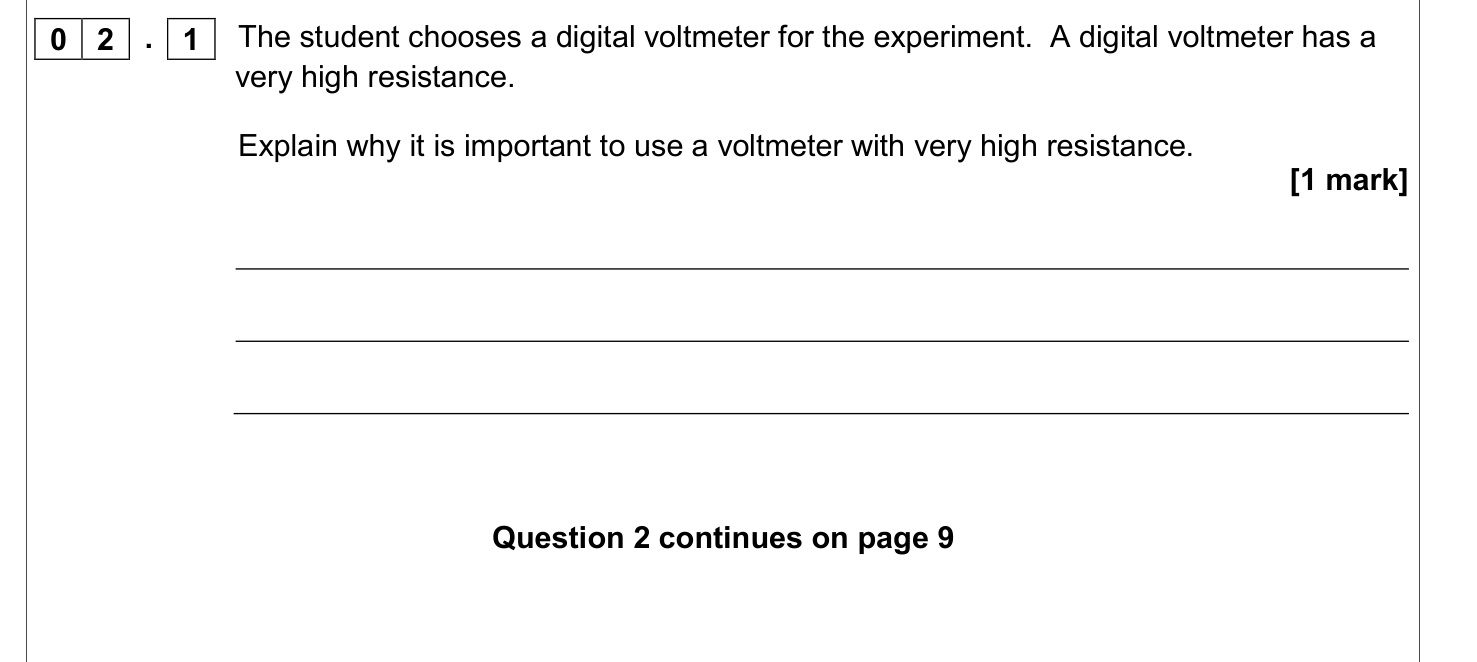 0 2 . 1 The student chooses a digital voltmeter for the experiment. A digital voltmeter has a
very high resistance.
Explain why it is important to use a voltmeter with very high resistance.
[1 mark]
Question 2 continues on page 9